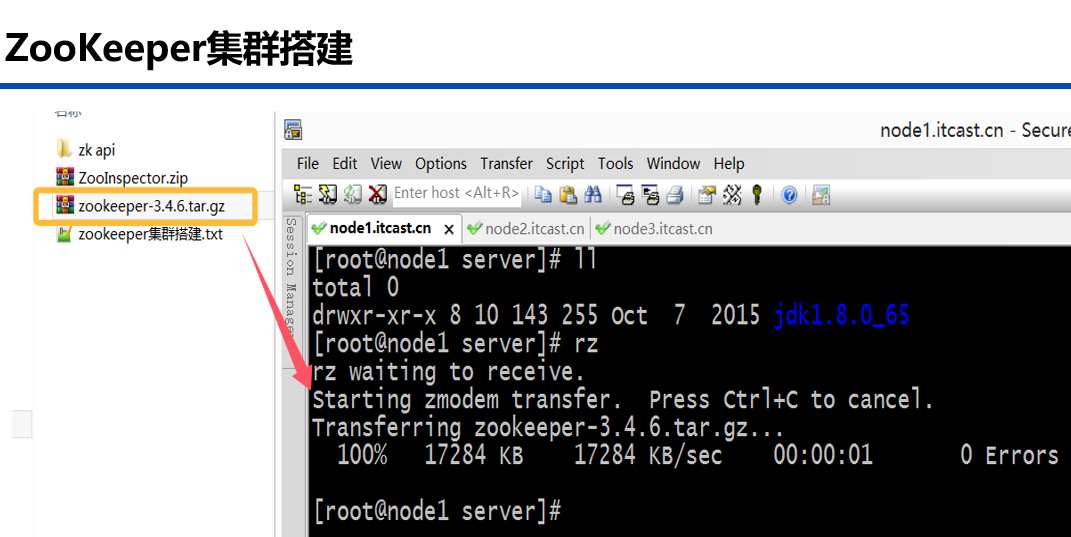 ZooKeeper集群搭建
名称
zk api
ZooInspector.zip
zookeeper-3.4.6.tar.gz
zookeeper集群搭建.txt
node1.itcast.cn - Secure
File Edit View Options Transfer Script Tools Window Help
Enter host <Alt+R>
Session Manager
node1.itcast.cn x node2.itcast.cn node3.itcast.cn
[root@node1 server]# ll
total 0
drwxr-xr-x 8 10 143 255 Oct 7 2015 jdk1.8.0_65
[root@node1 server]# rz
rz waiting to receive.
Starting zmodem transfer. Press Ctrl+C to cancel.
Transferring zookeeper-3.4.6.tar.gz...
100% 17284 KB 17284 KB/sec 00:00:01 0 Errors
[root@node1 server]#